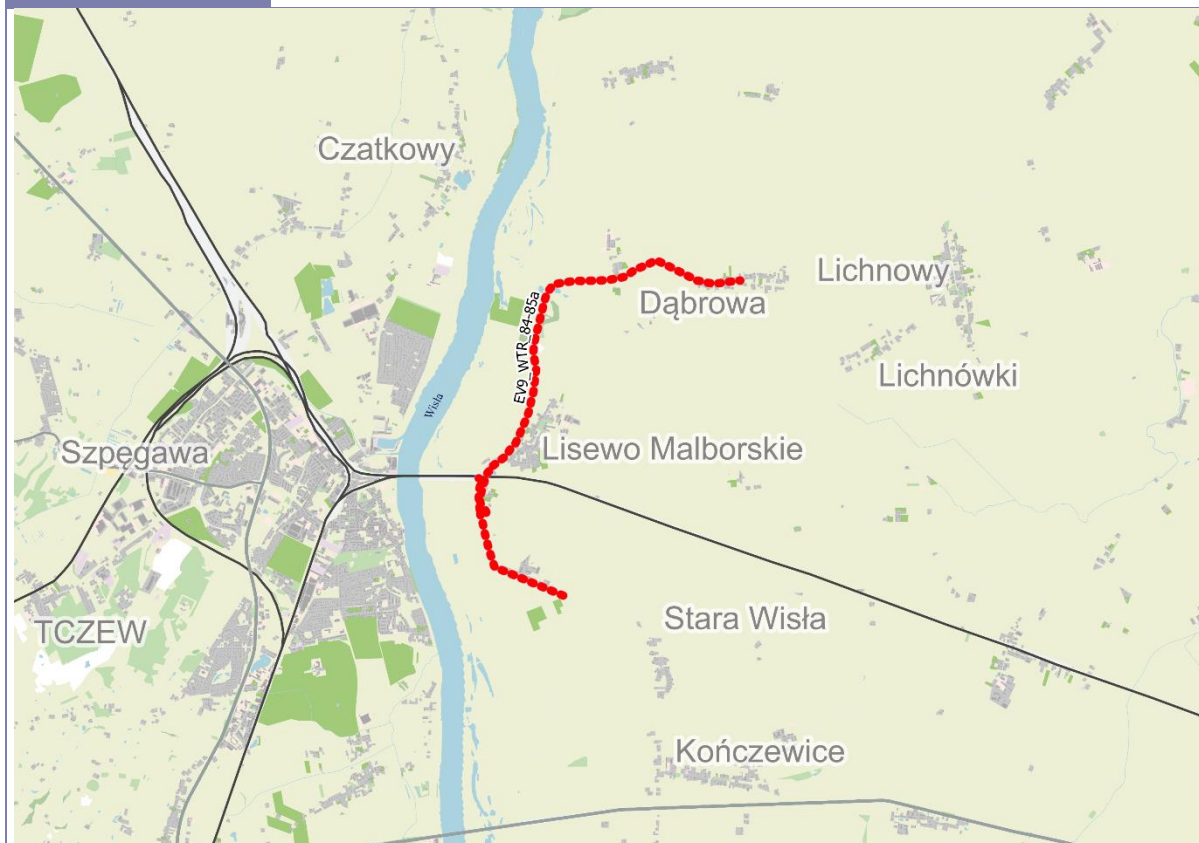 Czatkowy
Lichnowy
Dąbrowa
EV9_WTR_84-85a
Lichnówki
Wisła
Szpęgawa
Lisewo Malborskie
Stara Wisła
TCZEW
Kończewice